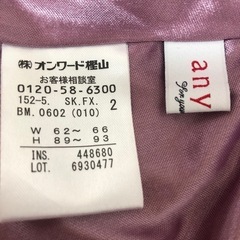 ㈱オンワード樫山
お客様相談室
0120-58-6300
152-5. SK.FX. 2
BM.0602 (010)
W 62～66
H 89～93
INS. 448680
LOT. 6930477
any